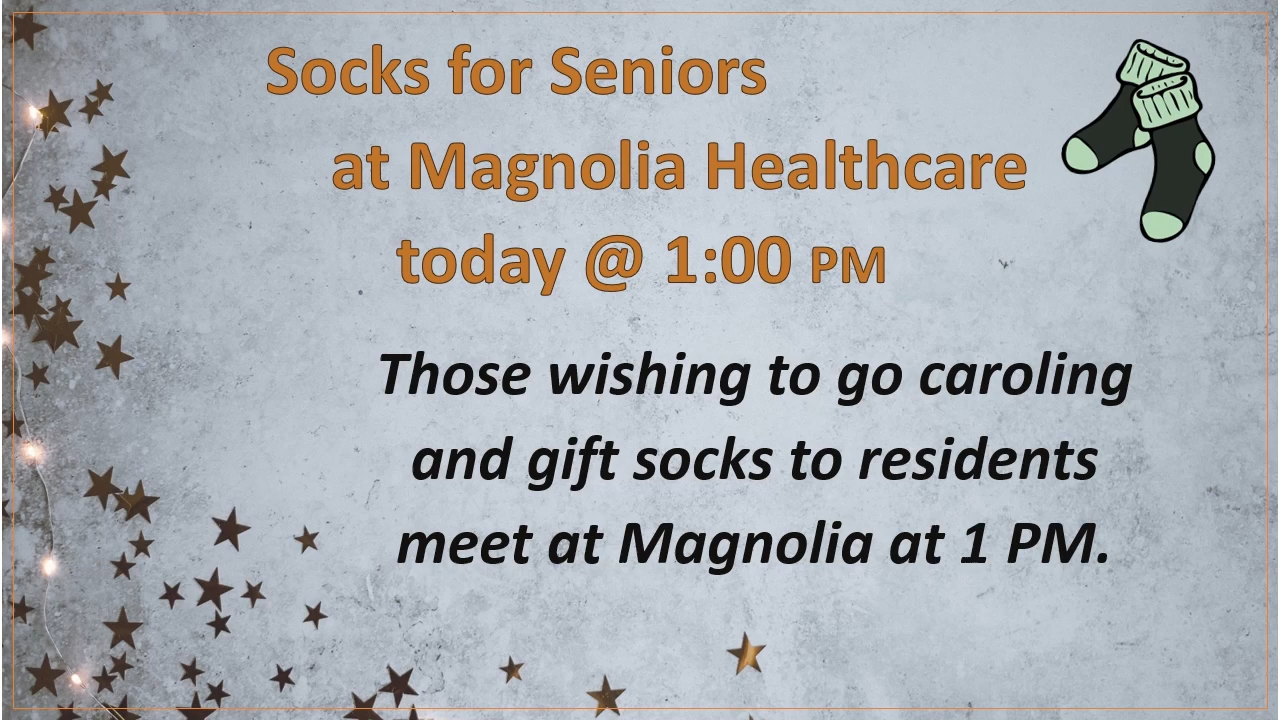 Socks for Seniors
at Magnolia Healthcare
today @ 1:00 PM
Those wishing to go caroling
and gift socks to residents
meet at Magnolia at 1 PM.